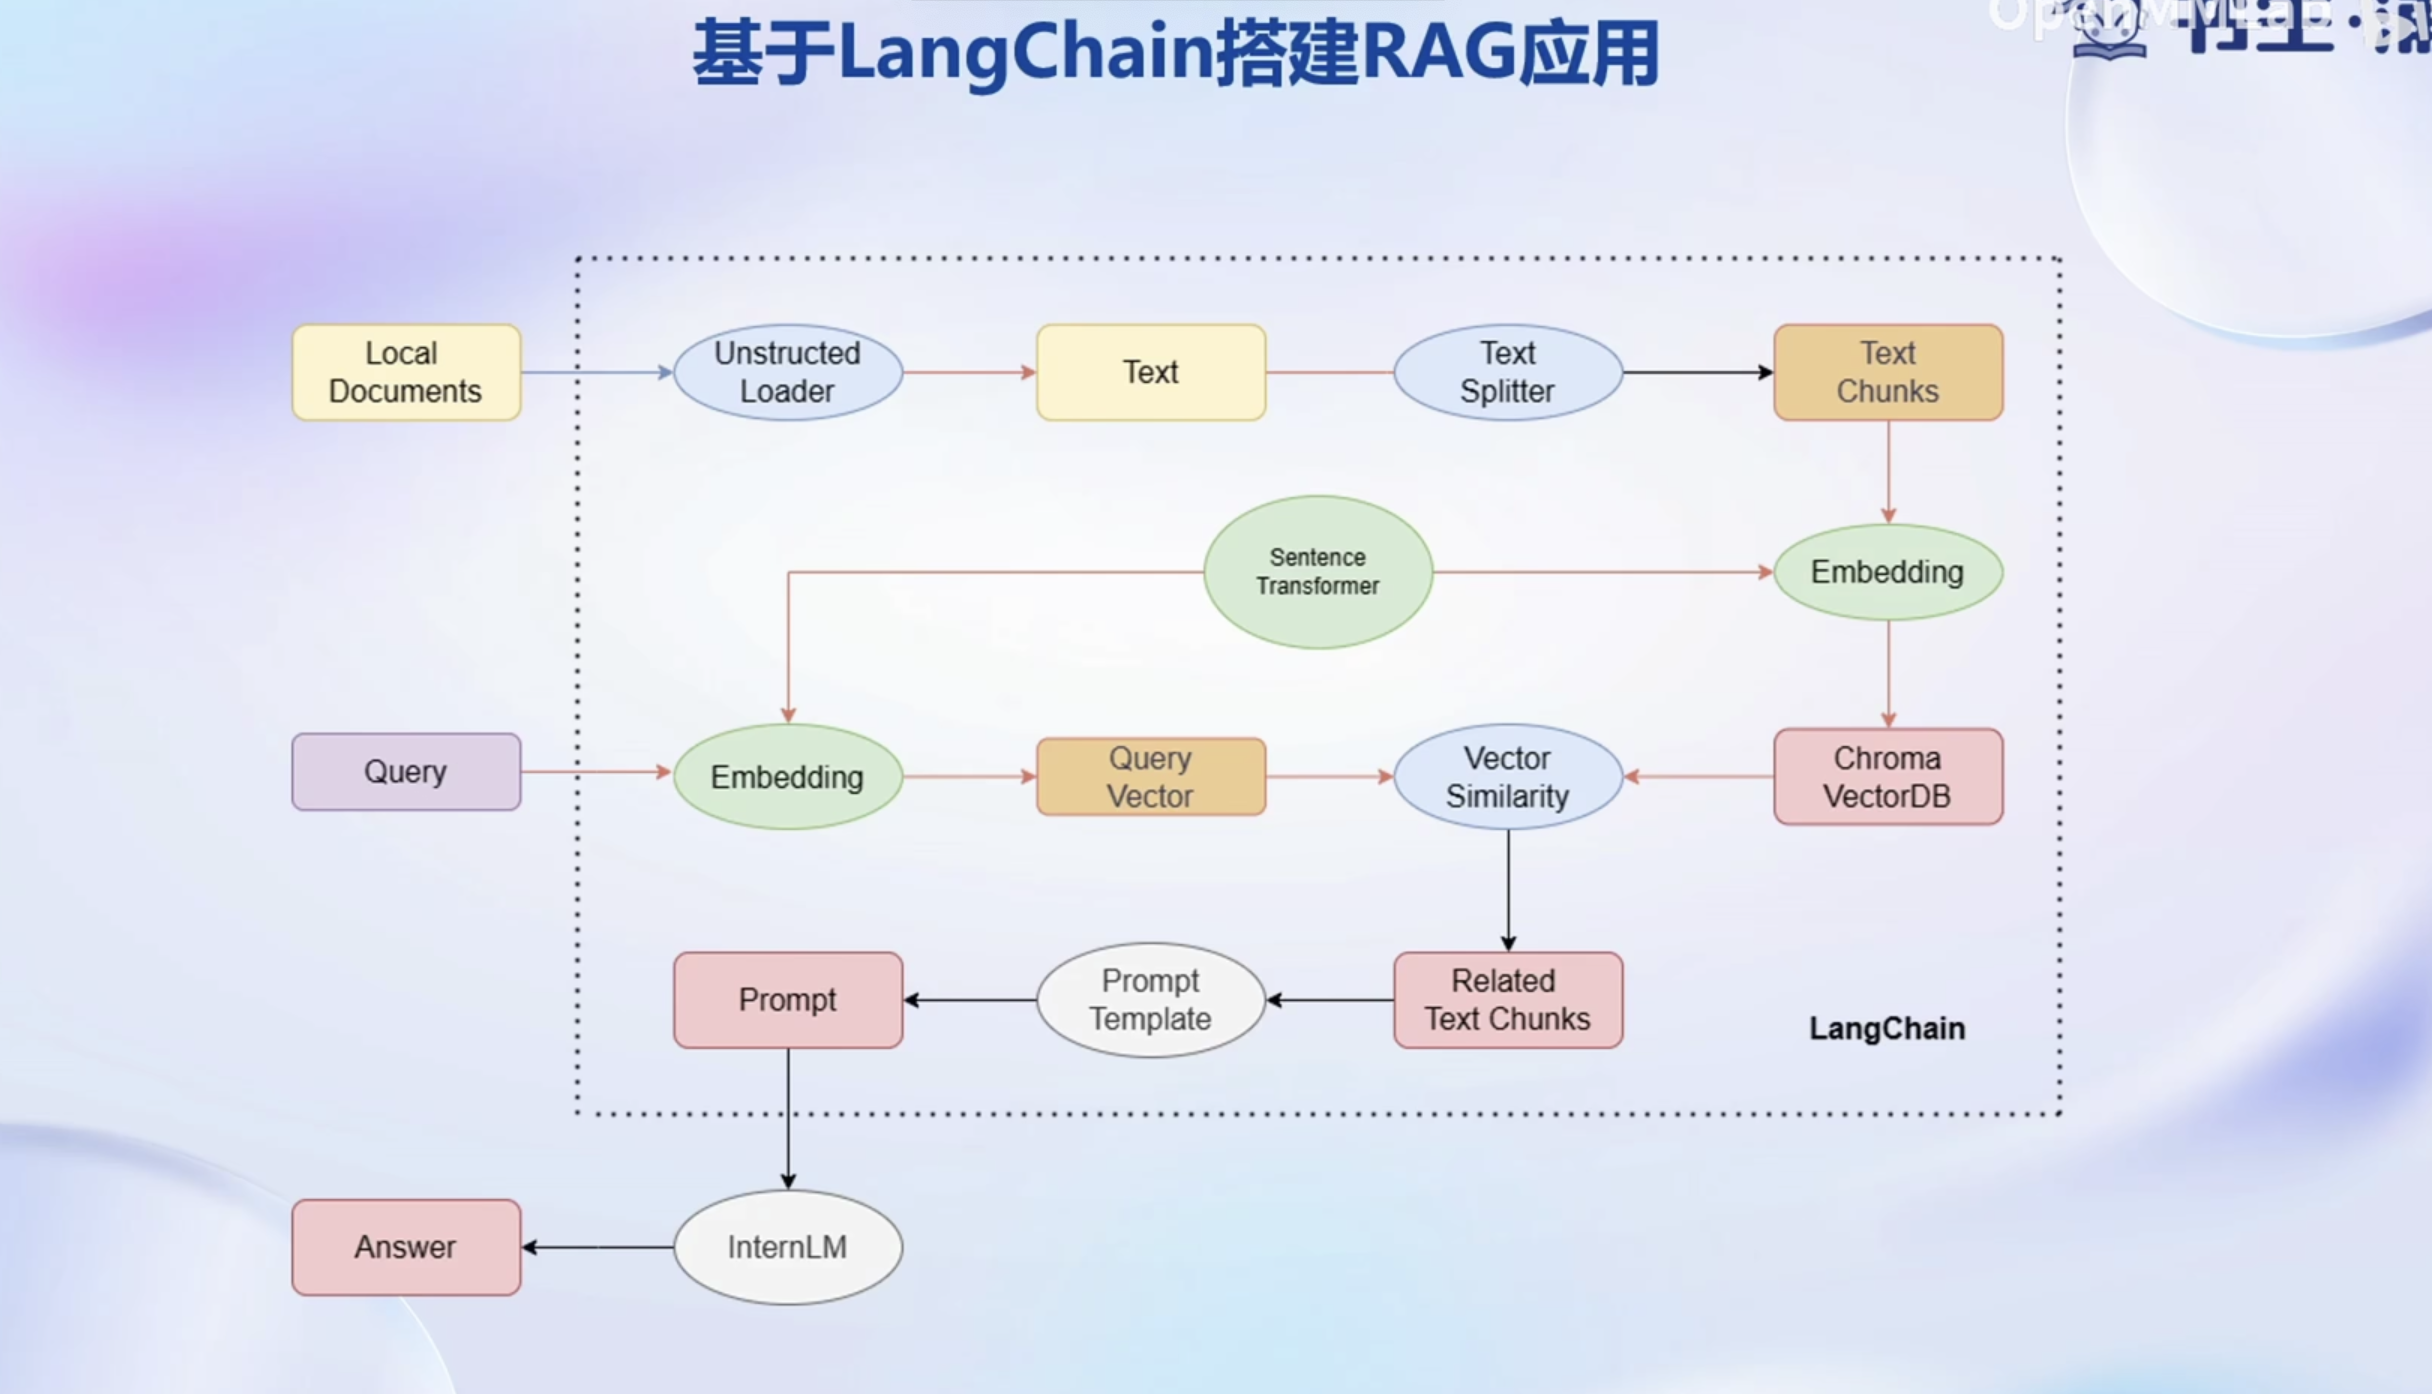 基于LangChain搭建RAG应用
OpenMMLab
Local
Documents
Unstructed
Loader
Text
Text
Splitter
Text
Chunks
Sentence
Transformer
Embedding
Query
Embedding
Query
Vector
Vector
Similarity
Chroma
VectorDB
Prompt
Prompt
Template
Related
Text Chunks
LangChain
Answer
InternLM